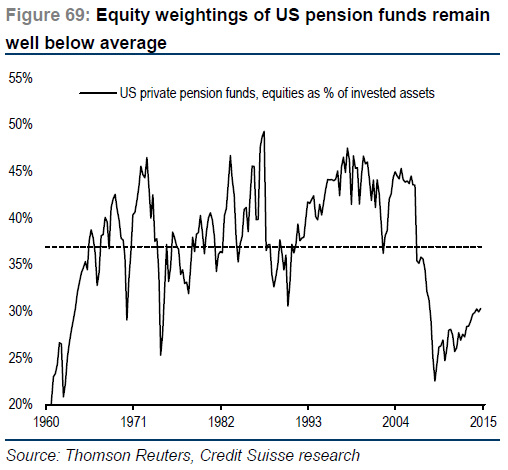 Figure 69: Equity weightings of US pension funds remain
well below average
55%
US private pension funds, equities as % of invested assets
50%
45%
40%
35%
30%
25%
20%
1960 1971 1982 1993 2004 2015
Source: Thomson Reuters, Credit Suisse research